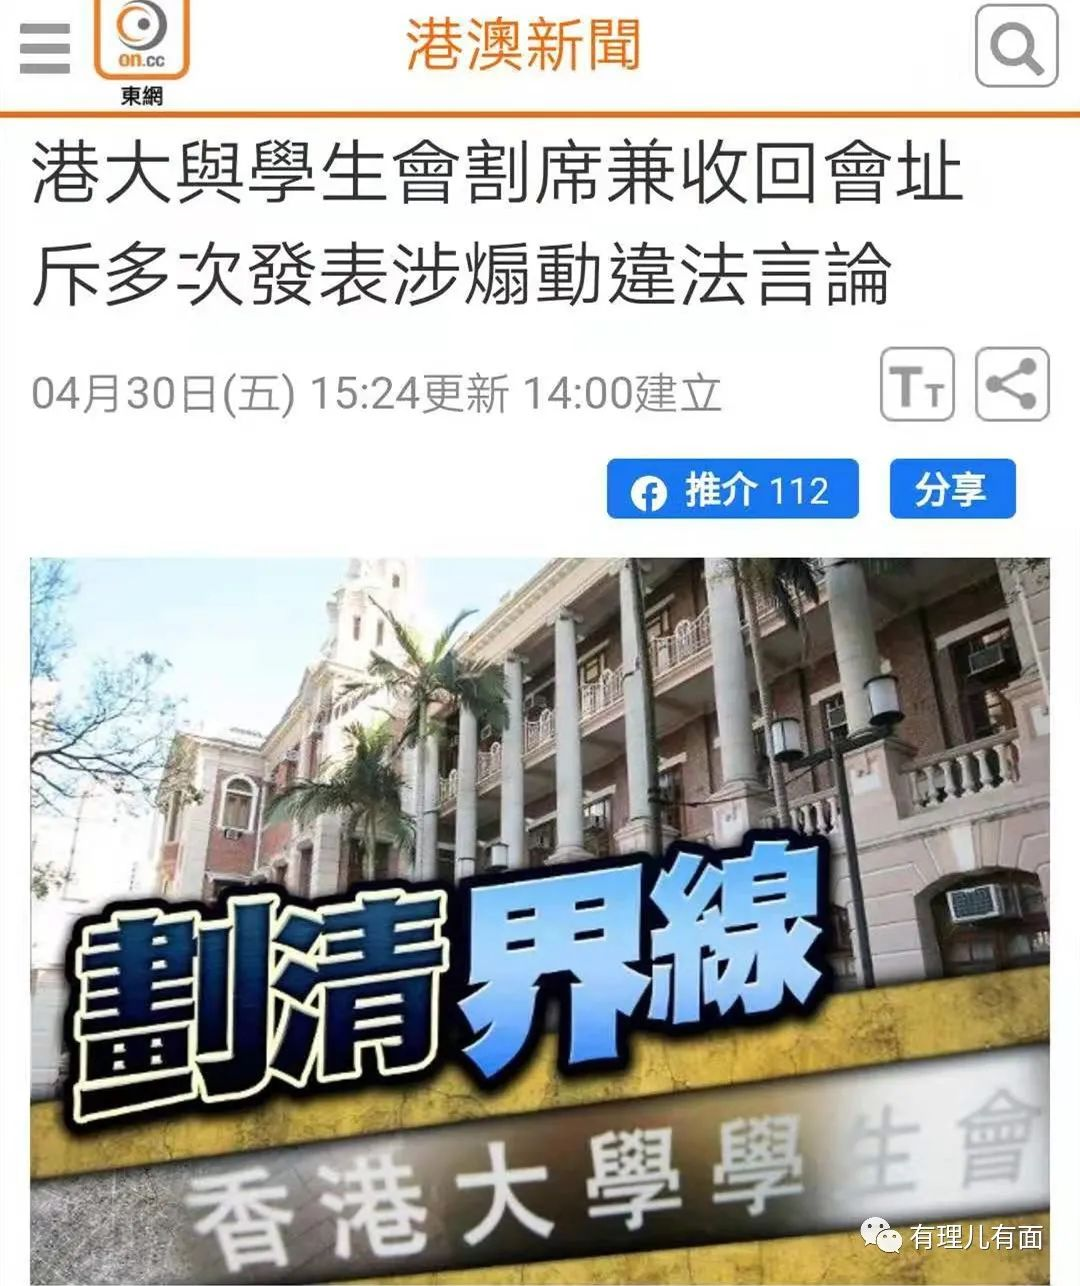 on.cc
東網
港澳新聞
港大與學生會割席兼收回會址
斥多次發表涉煽動違法言論
04月30日(五) 15:24更新 14:00建立
TT
推介 112
分享
劃清界線
香港大學學生會
有理儿有面